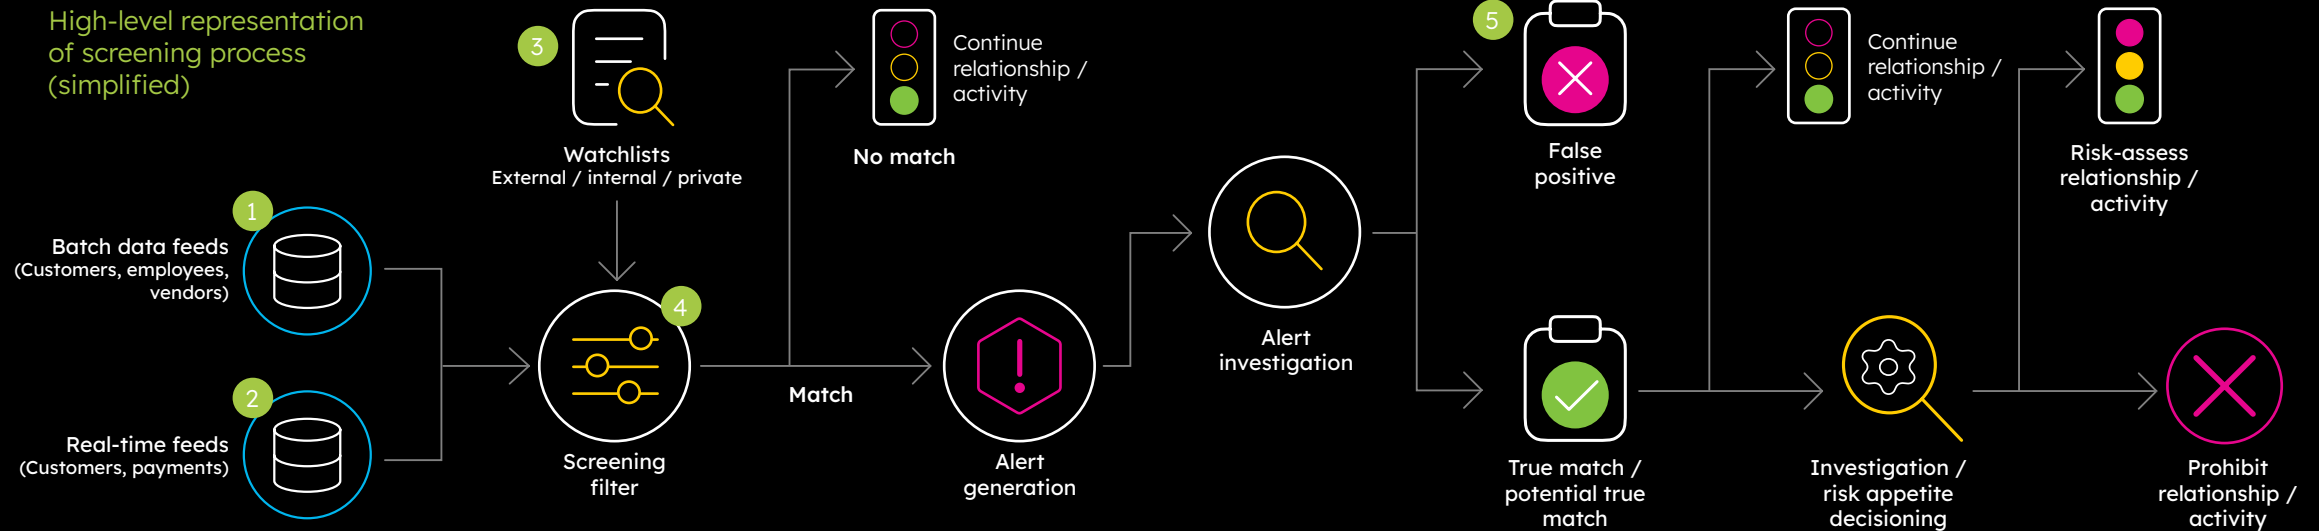 High-level representation
of screening process
(simplified)
1
Batch data feeds
(Customers, employees,
vendors)
2
Real-time feeds
(Customers, payments)
3
Watchlists
External / internal / private
4
Screening
filter
No match
Continue
relationship /
activity
Match
Alert
generation
Alert
investigation
5
False
positive
True match /
potential true
match
Continue
relationship /
activity
Investigation /
risk appetite
decisioning
Risk-assess
relationship /
activity
Prohibit
relationship /
activity